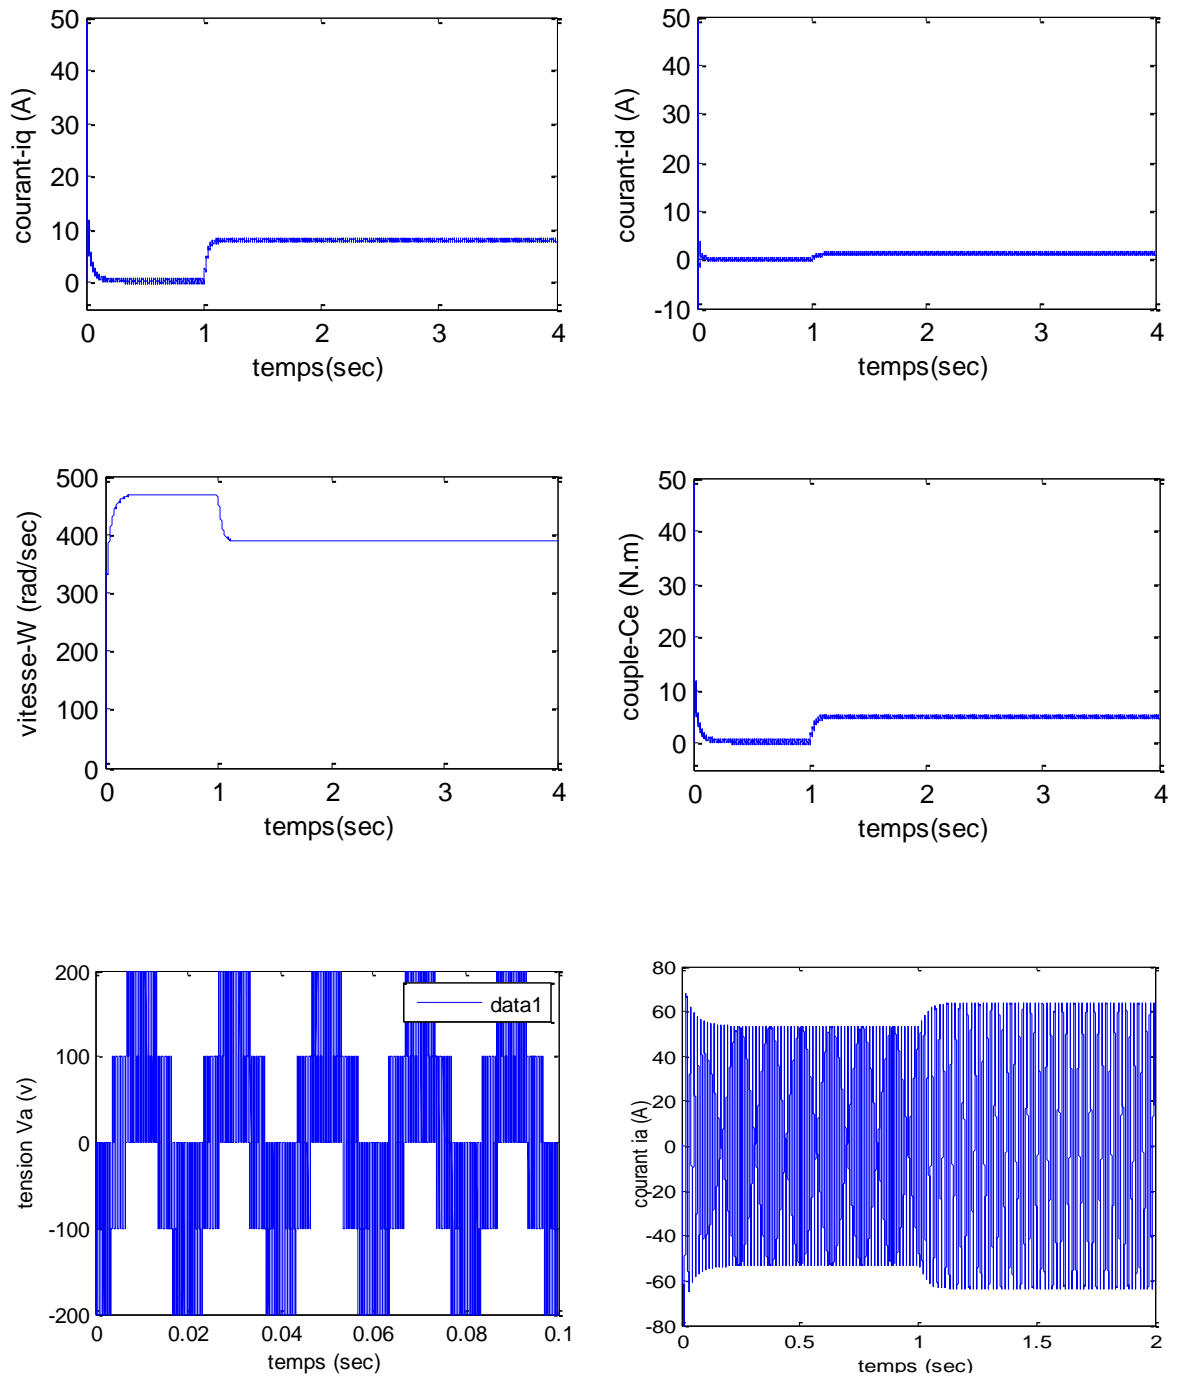 50
40
30
20
10
0
courant-iq (A)
0 1 2 3 4
temps(sec)
50
40
30
20
10
0
-10
courant-id (A)
0 1 2 3 4
temps(sec)
500
400
300
200
100
0
vitesse-W (rad/sec)
0 1 2 3 4
temps(sec)
50
40
30
20
10
0
couple-Ce (N.m)
0 1 2 3 4
temps(sec)
200
100
0
-100
-200
tension Va (v)
data1
0 0.02 0.04 0.06 0.08 0.1
temps (sec)
80
60
40
20
0
-20
-40
-60
-80
courant ia (A)
0 0.5 1 1.5 2
temps (sec)